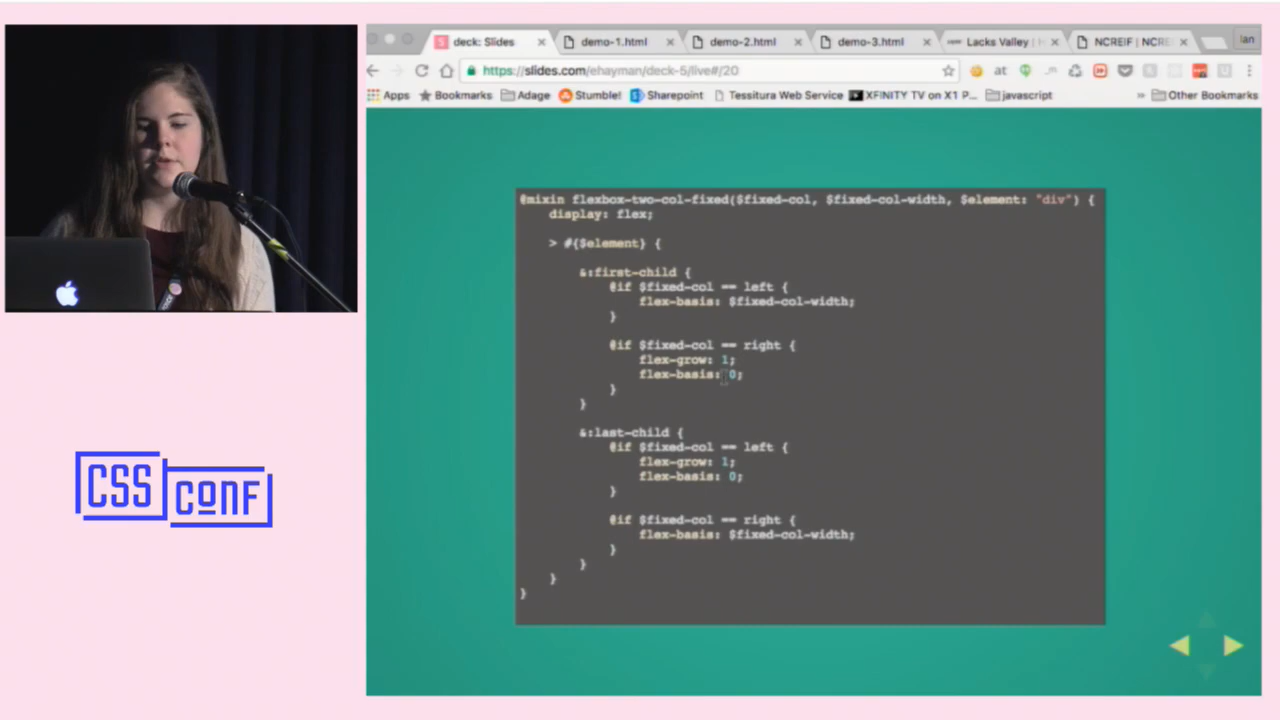 deck: Slides
demo-1.html
demo-2.html
demo-3.html
Lacks Valley
NCREIF | NCRE
Ian
https://slides.com/ehayman/deck-5/live#/20
Apps
Bookmarks
Adage
Stumble!
Sharepoint
Tessitura Web Service
XFINITY TV on X1 P...
javascript
» Other Bookmarks
@mixin flexbox-two-col-fixed($fixed-col, $fixed-col-width, $element: "div") {
display: flex;
> #{$element} {
&:first-child {
@if $fixed-col == left {
flex-basis: $fixed-col-width;
}
@if $fixed-col == right {
flex-grow: 1;
flex-basis: 0;
}
}
&:last-child {
@if $fixed-col == left {
flex-grow: 1;
flex-basis: 0;
}
@if $fixed-col == right {
flex-basis: $fixed-col-width;
}
}
}
}
CSS
CONF